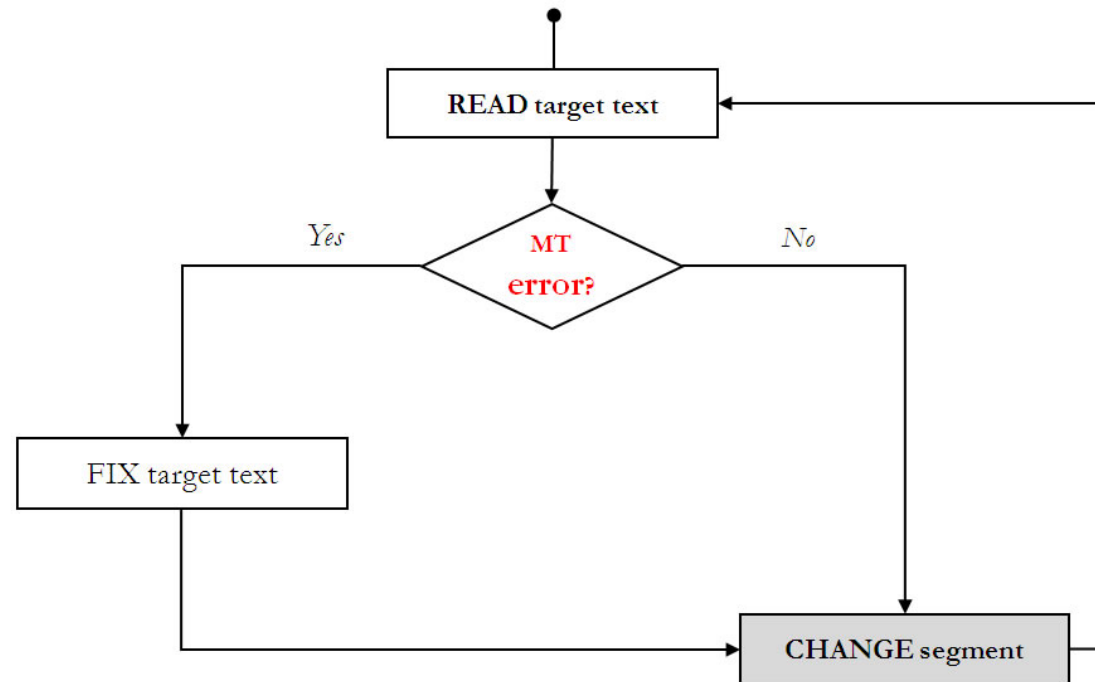 READ target text
Yes
MT
error?
No
FIX target text
CHANGE segment